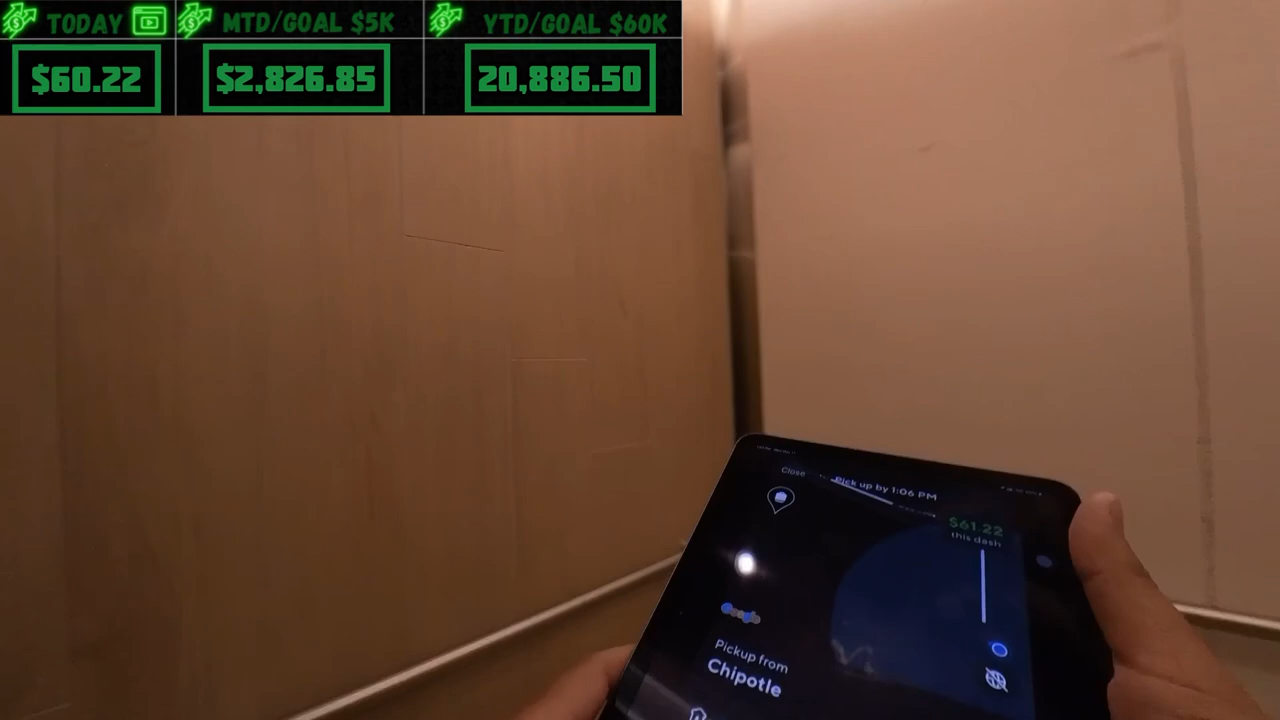 TODAY
MTD/GOAL $5K
YTD/GOAL $60K
$60.22
$2,826.85
20,886.50
Close
Pick up by 1:06 PM
$61.22
this dash
Google
Pickup from
Chipotle